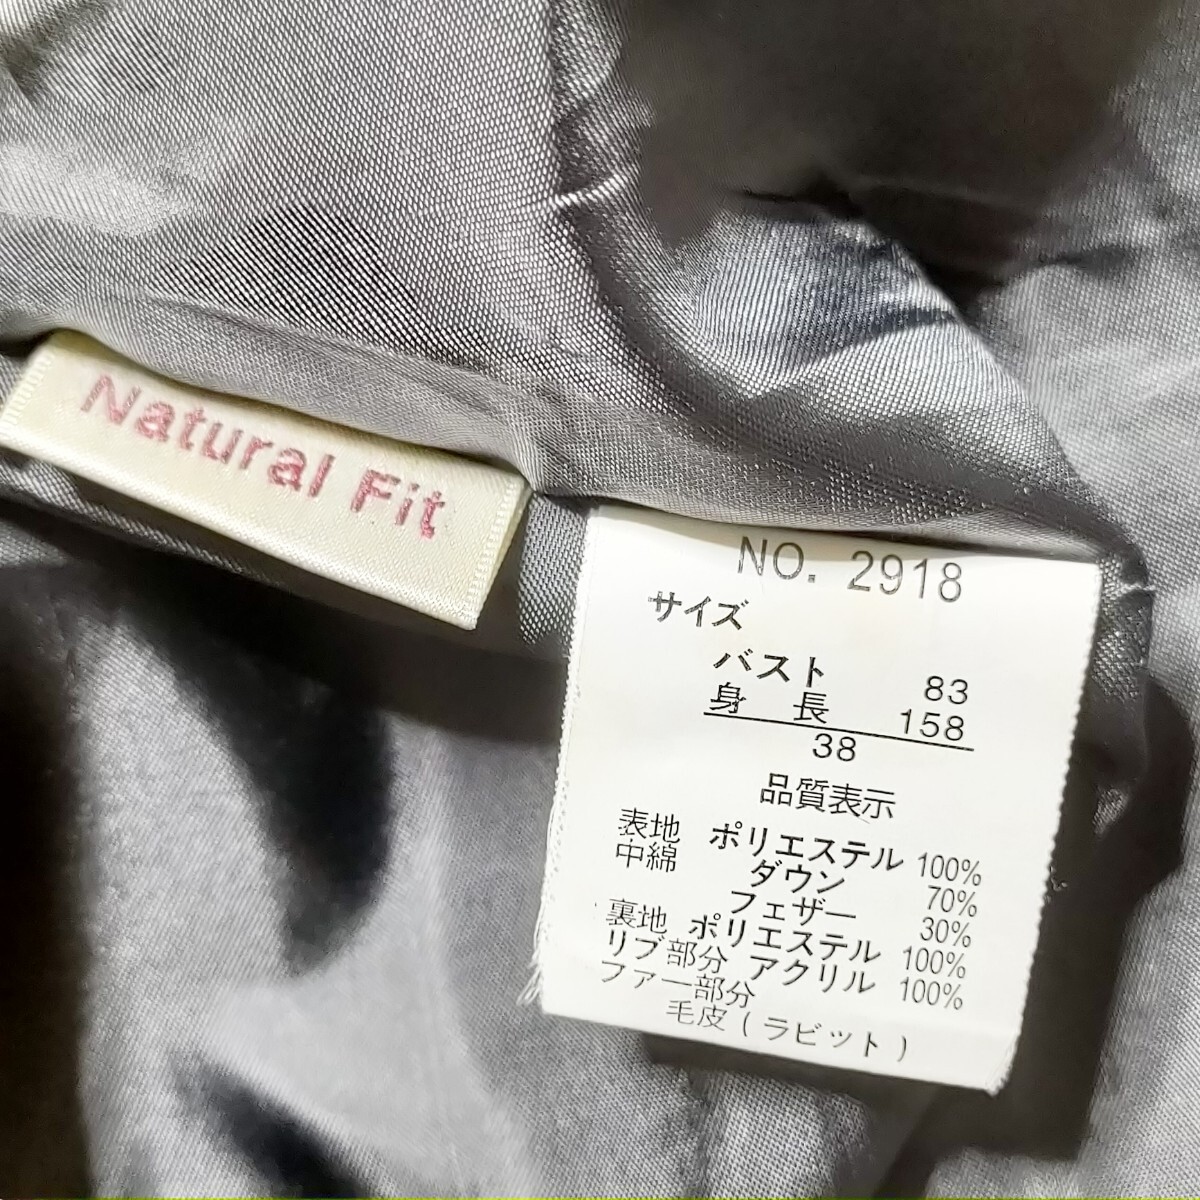 Natural Fit
NO. 2918
サイズ
バスト 83
身長 158
38
品質表示
表地 ポリエステル 100%
中綿 ダウン 70%
フェザー 30%
裏地 ポリエステル 100%
リブ部分 アクリル 100%
ファー部分
毛皮(ラビット)